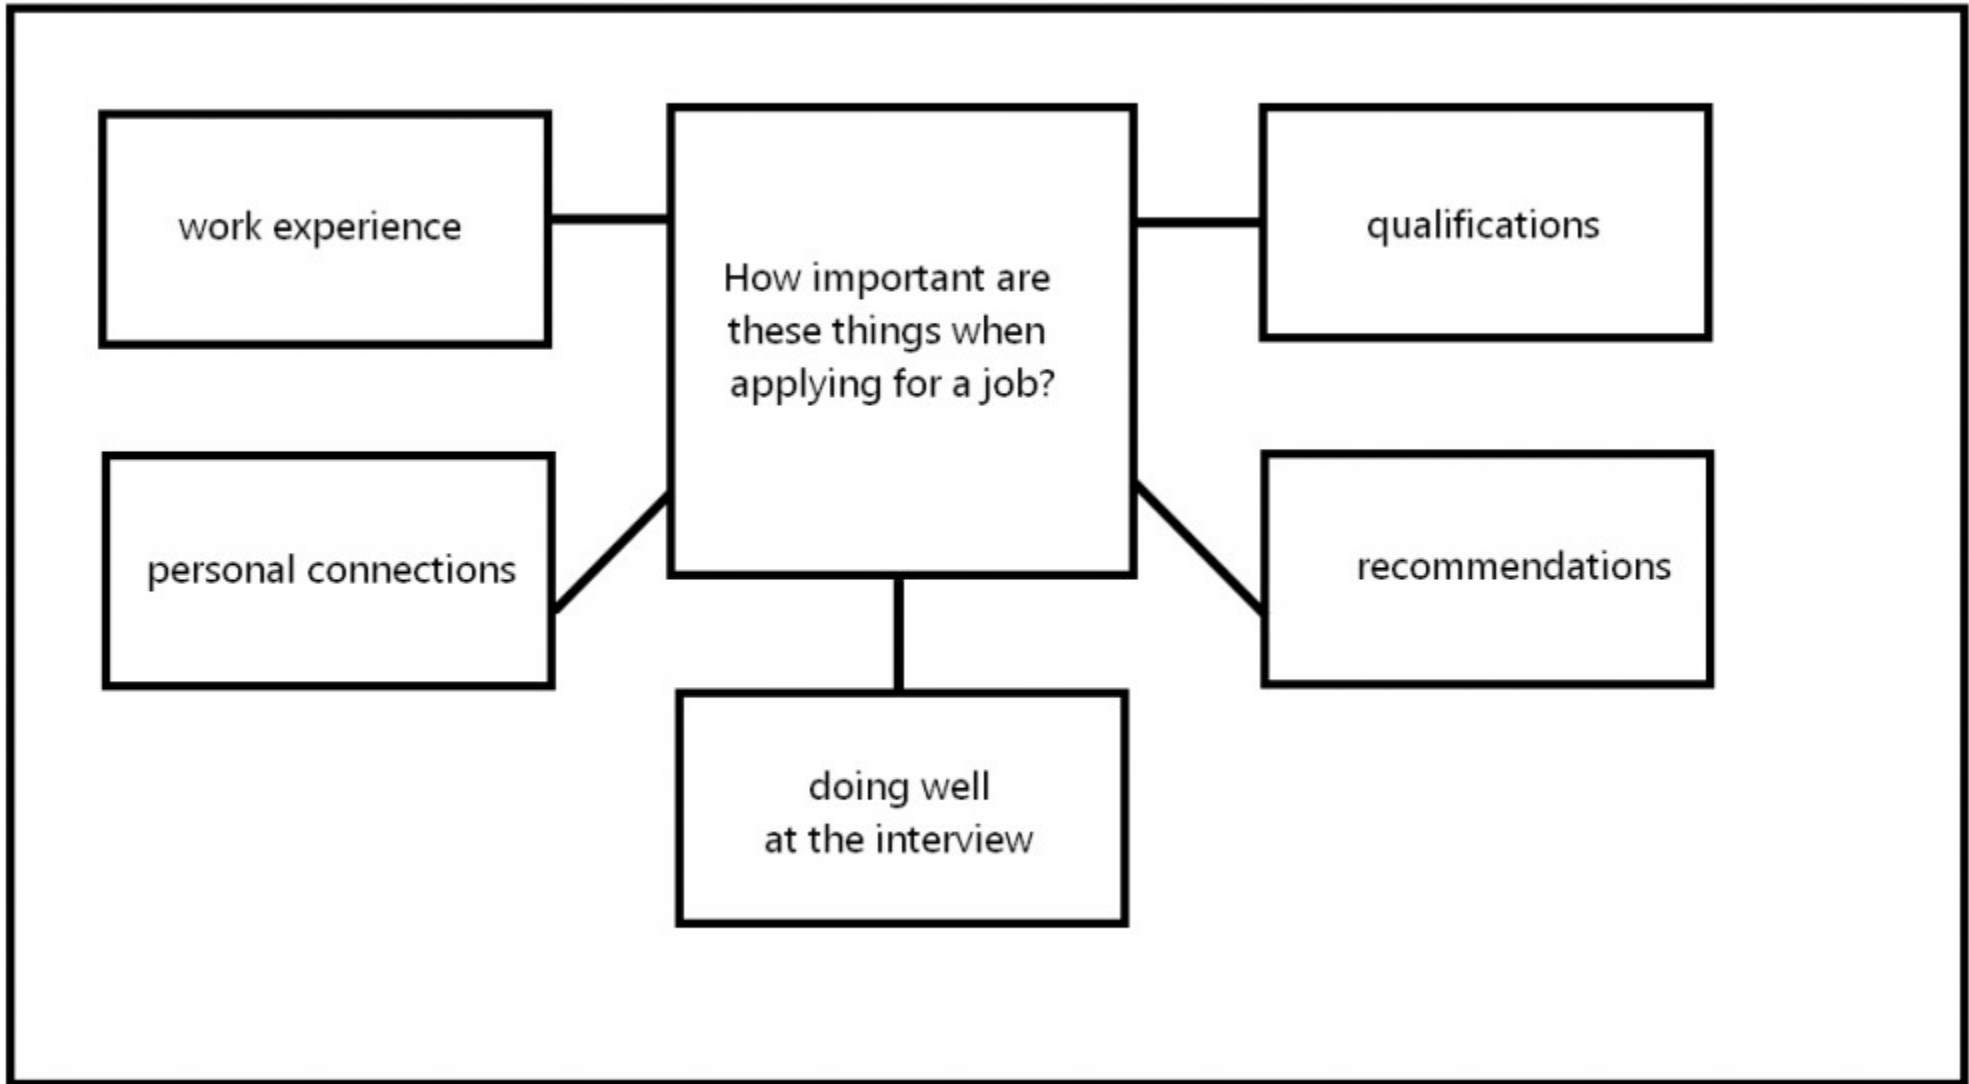 work experience
How important are
these things when
applying for a job?
qualifications
personal connections
recommendations
doing well
at the interview